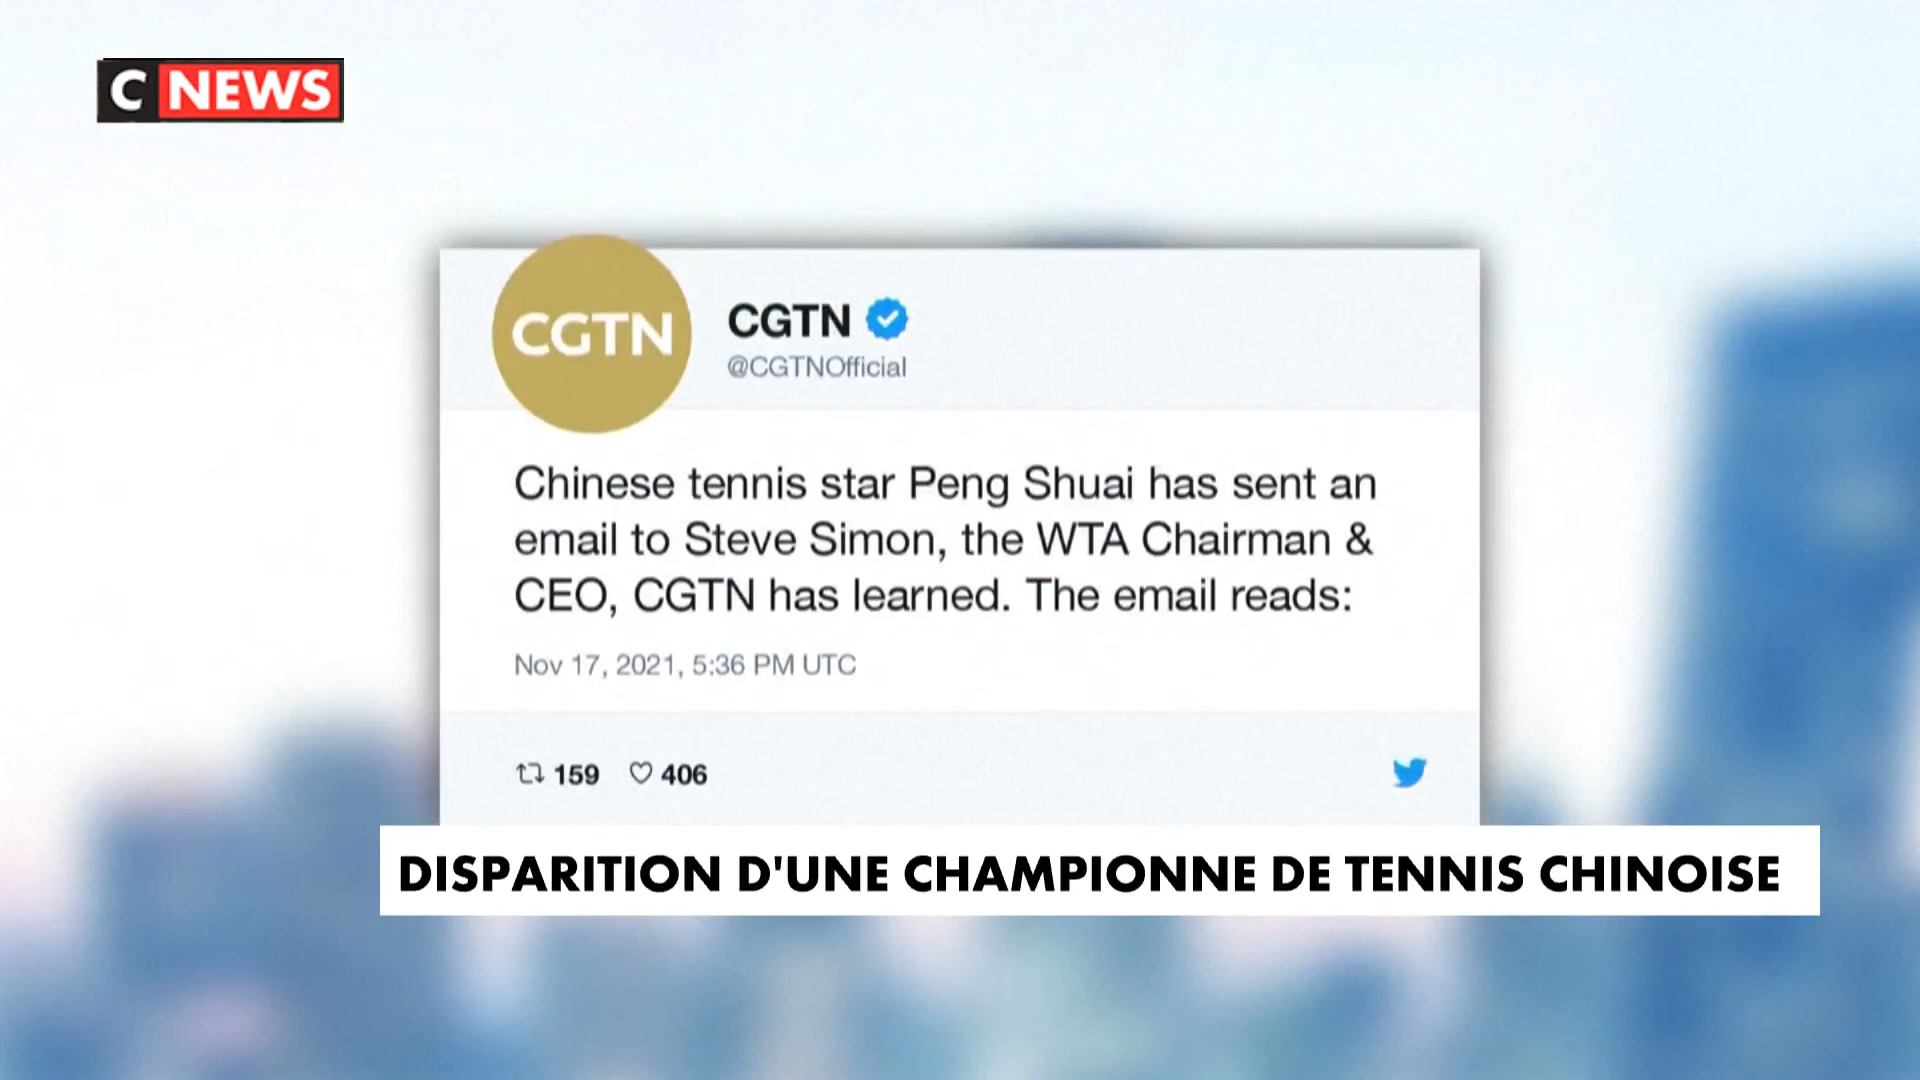 C NEWS
CGTN
CGTN
@CGTNOfficial
Chinese tennis star Peng Shuai has sent an
email to Steve Simon, the WTA Chairman &
CEO, CGTN has learned. The email reads:
Nov 17, 2021, 5:36 PM UTC
159 406
DISPARITION D'UNE CHAMPIONNE DE TENNIS CHINOISE